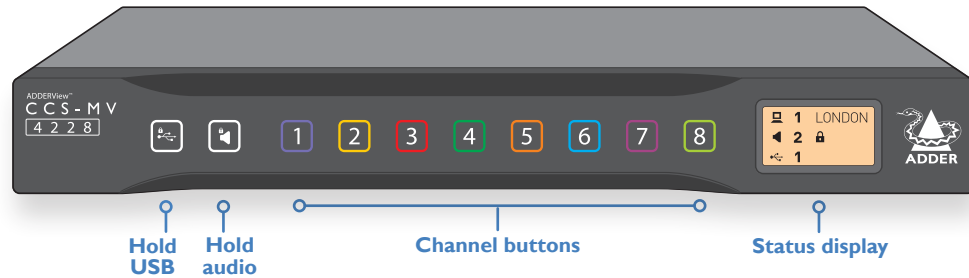 ADDERView™
CCS-MV
4228
1 2 3 4 5 6 7 8
1 LONDON
2
1
ADDER
Hold USB
Hold audio
Channel buttons
Status display